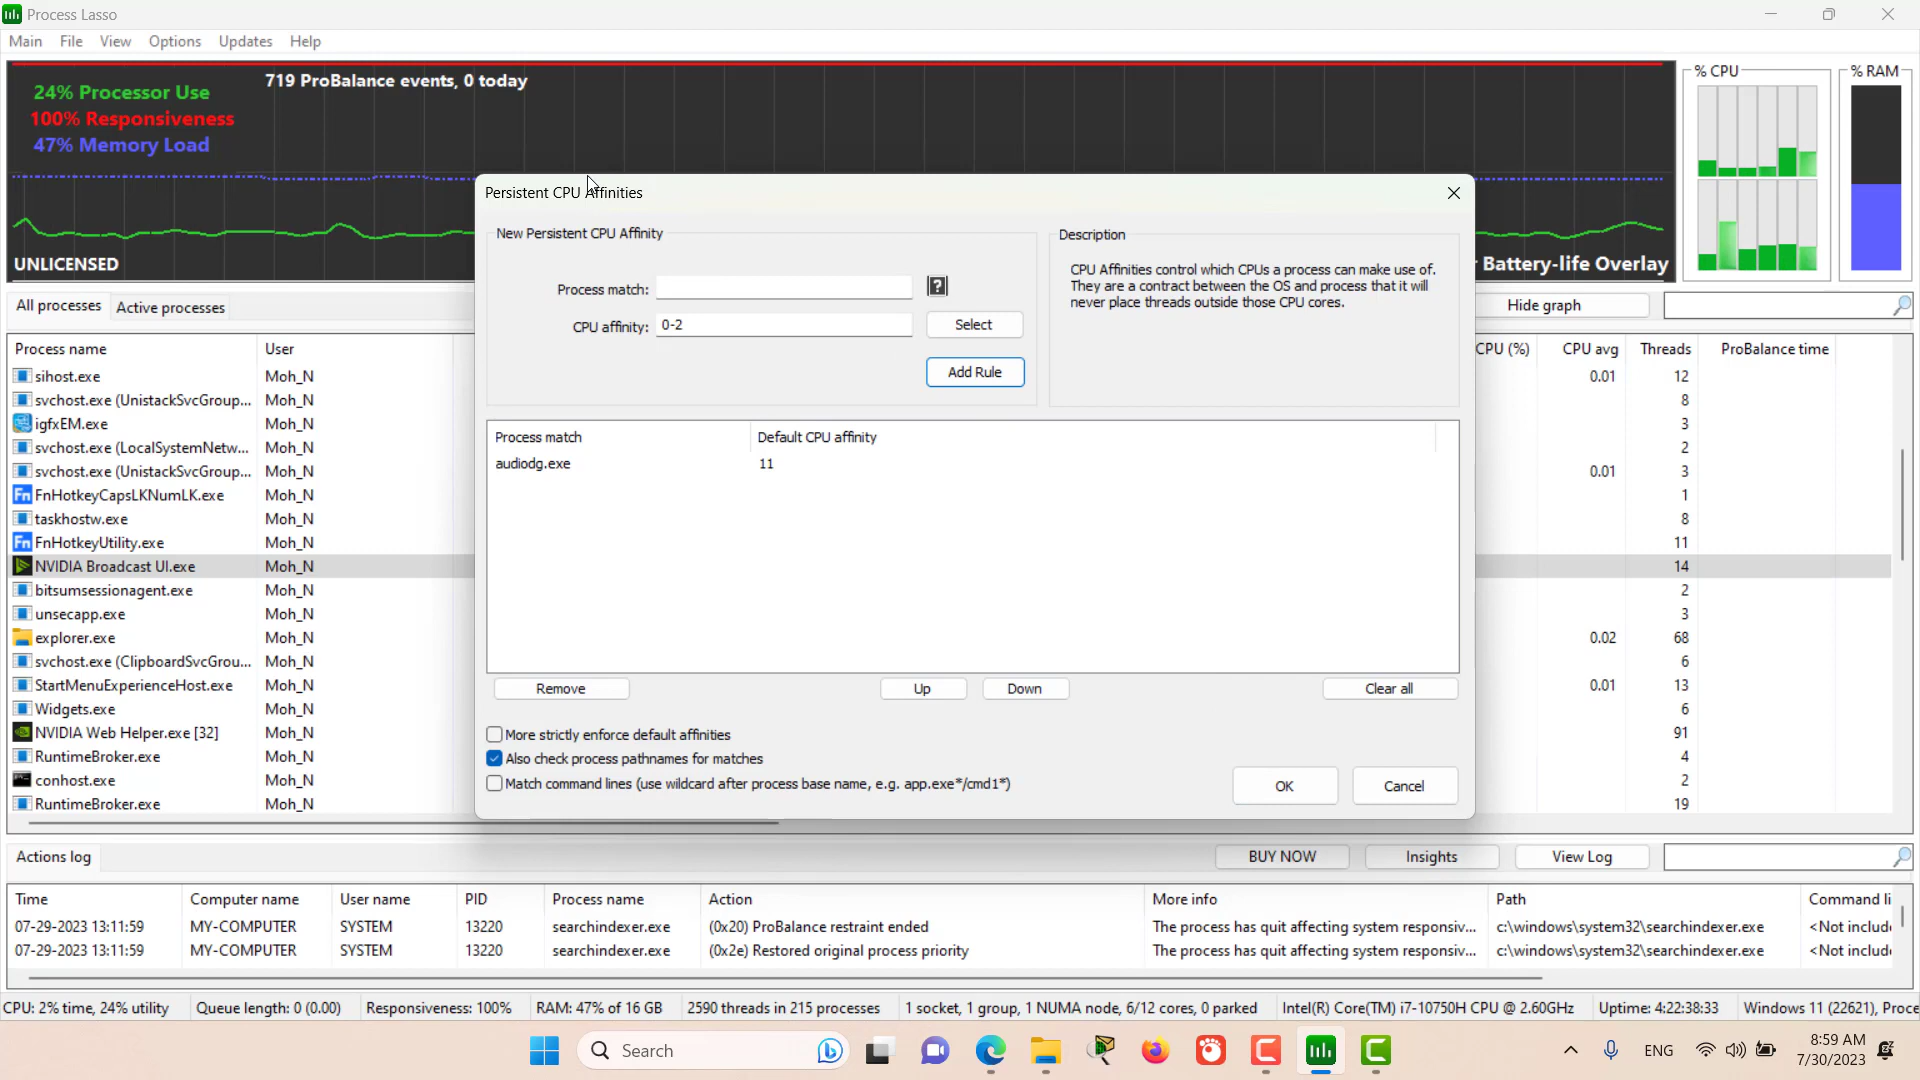 Process Lasso
Main File View Options Updates Help
24% Processor Use
100% Responsiveness
47% Memory Load
719 ProBalance events, 0 today
UNLICENSED
Battery-life Overlay
% CPU
% RAM
All processes Active processes
Hide graph
Process name User
CPU (%) CPU avg Threads ProBalance time
sihost.exe Moh_N 0.01 12
svchost.exe (UnistackSvcGroup... Moh_N 8
igfxEM.exe Moh_N 3
svchost.exe (LocalSystemNetw... Moh_N 2
svchost.exe (UnistackSvcGroup... Moh_N 0.01 3
FnHotkeyCapsLKNumLK.exe Moh_N 1
taskhostw.exe Moh_N 8
FnHotkeyUtility.exe Moh_N 11
NVIDIA Broadcast UI.exe Moh_N 14
bitsumsessionagent.exe Moh_N 2
unsecapp.exe Moh_N 3
explorer.exe Moh_N 0.02 68
svchost.exe (ClipboardSvcGrou... Moh_N 6
StartMenuExperienceHost.exe Moh_N 0.01 13
Widgets.exe Moh_N 6
NVIDIA Web Helper.exe [32] Moh_N 91
RuntimeBroker.exe Moh_N 4
conhost.exe Moh_N 2
RuntimeBroker.exe Moh_N 19
Persistent CPU Affinities
New Persistent CPU Affinity
Process match:
?
CPU affinity: 0-2 Select
Add Rule
Description
CPU Affinities control which CPUs a process can make use of.
They are a contract between the OS and process that it will
never place threads outside those CPU cores.
Process match Default CPU affinity
audiodg.exe 11
Remove Up Down Clear all
More strictly enforce default affinities
Also check process pathnames for matches
Match command lines (use wildcard after process base name, e.g. app.exe*/cmd1*)
OK Cancel
Actions log
BUY NOW Insights View Log
Time Computer name User name PID Process name Action More info Path Command li
07-29-2023 13:11:59 MY-COMPUTER SYSTEM 13220 searchindexer.exe (0x20) ProBalance restraint ended The process has quit affecting system responsiv... c:\windows\system32\searchindexer.exe <Not include
07-29-2023 13:11:59 MY-COMPUTER SYSTEM 13220 searchindexer.exe (0x2e) Restored original process priority The process has quit affecting system responsiv... c:\windows\system32\searchindexer.exe <Not include
CPU: 2% time, 24% utility Queue length: 0 (0.00) Responsiveness: 100% RAM: 47% of 16 GB 2590 threads in 215 processes 1 socket, 1 group, 1 NUMA node, 6/12 cores, 0 parked Intel(R) Core(TM) i7-10750H CPU @ 2.60GHz Uptime: 4:22:38:33 Windows 11 (22621), Proce
Search
ENG
8:59 AM
7/30/2023